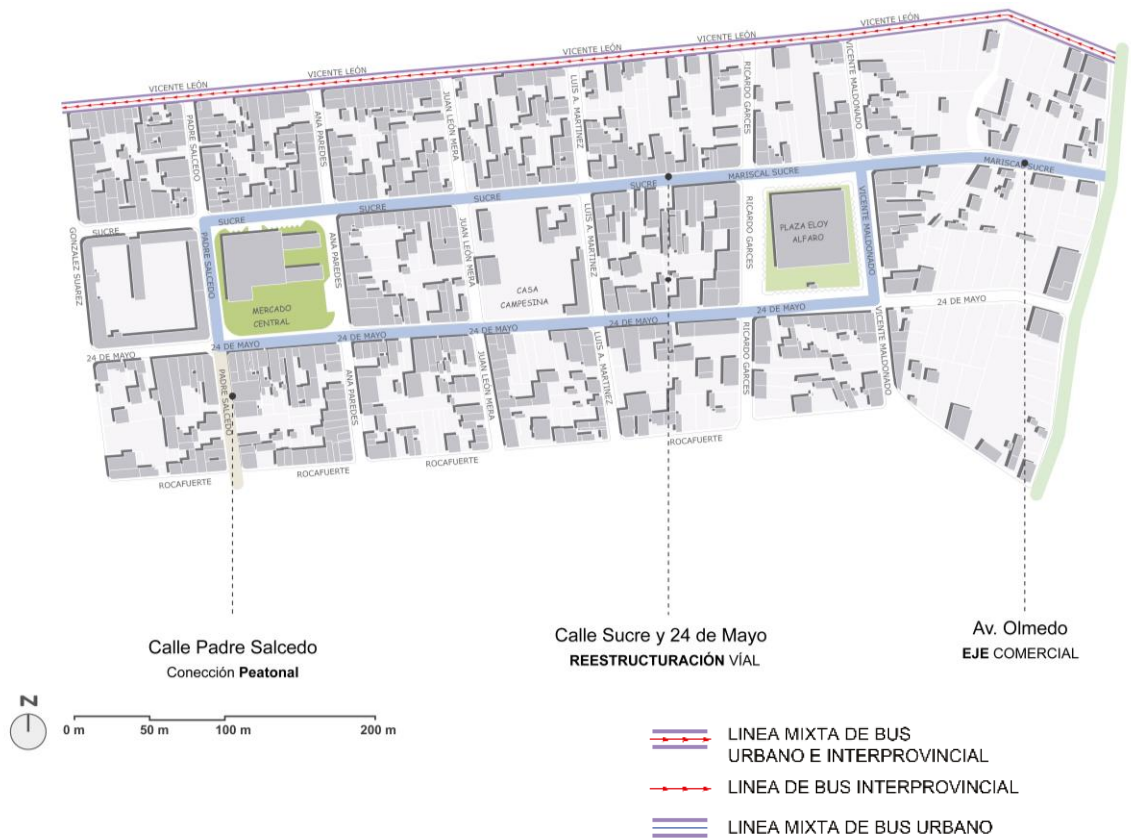 VICENTE LEÓN
VICENTE LEÓN
VICENTE LEÓN
VICENTE LEÓN
VICENTE LEÓN
PADRE SALCEDO
ANA PAREDES
JUAN LEÓN MERA
LUIS A. MARTINEZ
RICARDO GARCES
VICENTE MALDONADO
MARISCAL SUCRE
MARISCAL SUCRE
SUCRE
SUCRE
SUCRE
SUCRE
SUCRE
GONZÁLEZ SUAREZ
PADRE SALCEDO
ANA PAREDES
JUAN LEÓN MERA
LUIS A. MARTINEZ
RICARDO GARCES
VICENTE MALDONADO
PLAZA ELOY
ALFARO
CASA
CAMPESINA
MERCADO
CENTRAL
24 DE MAYO
24 DE MAYO
24 DE MAYO
24 DE MAYO
24 DE MAYO
24 DE MAYO
24 DE MAYO
PADRE SALCEDO
ANA PAREDES
JUAN LEÓN MERA
LUIS A. MARTINEZ
RICARDO GARCES
VICENTE MALDONADO
ROCAFUERTE
ROCAFUERTE
ROCAFUERTE
ROCAFUERTE
Calle Padre Salcedo
Conección Peatonal
Calle Sucre y 24 de Mayo
REESTRUCTURACIÓN VÍAL
Av. Olmedo
EJE COMERCIAL
N
0 m 50 m 100 m 200 m
LINEA MIXTA DE BUS
URBANO E INTERPROVINCIAL
LINEA DE BUS INTERPROVINCIAL
LINEA MIXTA DE BUS URBANO